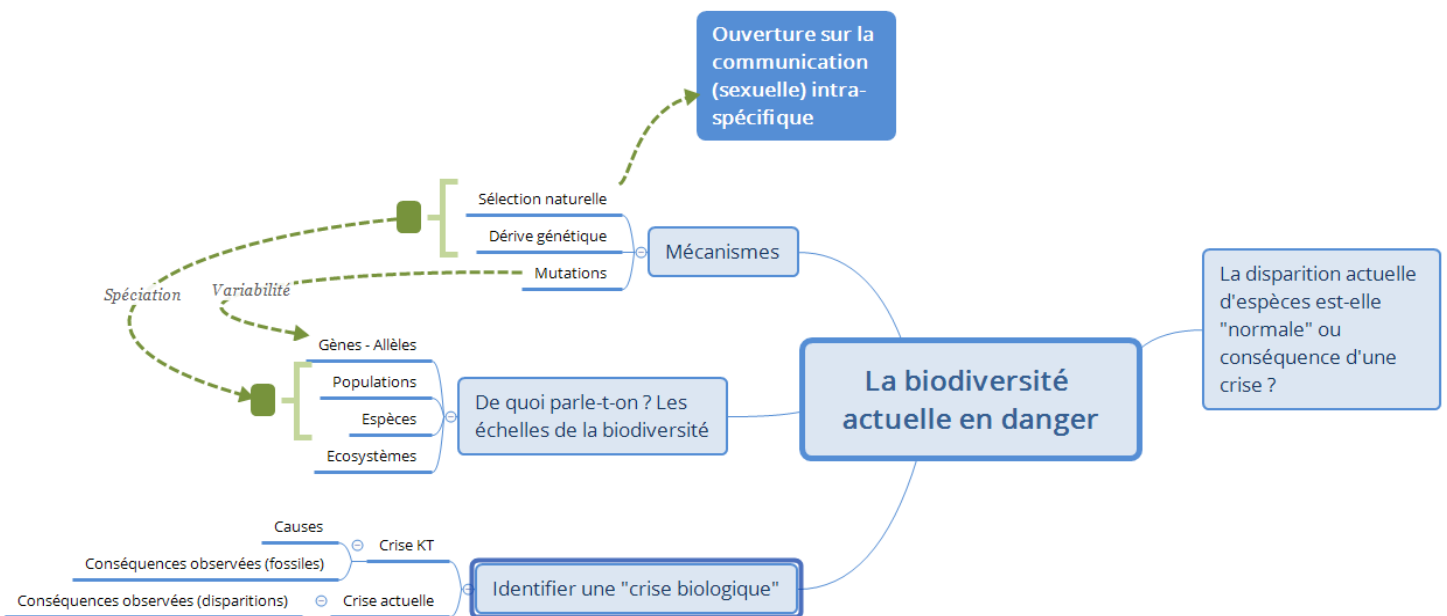 Ouverture sur la
communication
(sexuelle) intra-
spécifique
Sélection naturelle
Dérive génétique
Mutations
Mécanismes
Spéciation
Variabilité
Gènes - Allèles
Populations
Espèces
Ecosystèmes
De quoi parle-t-on ? Les
échelles de la biodiversité
La biodiversité
actuelle en danger
La disparition actuelle
d'espèces est-elle
"normale" ou
conséquence d'une
crise ?
Causes
Conséquences observées (fossiles)
Crise KT
Conséquences observées (disparitions)
Crise actuelle
Identifier une "crise biologique"